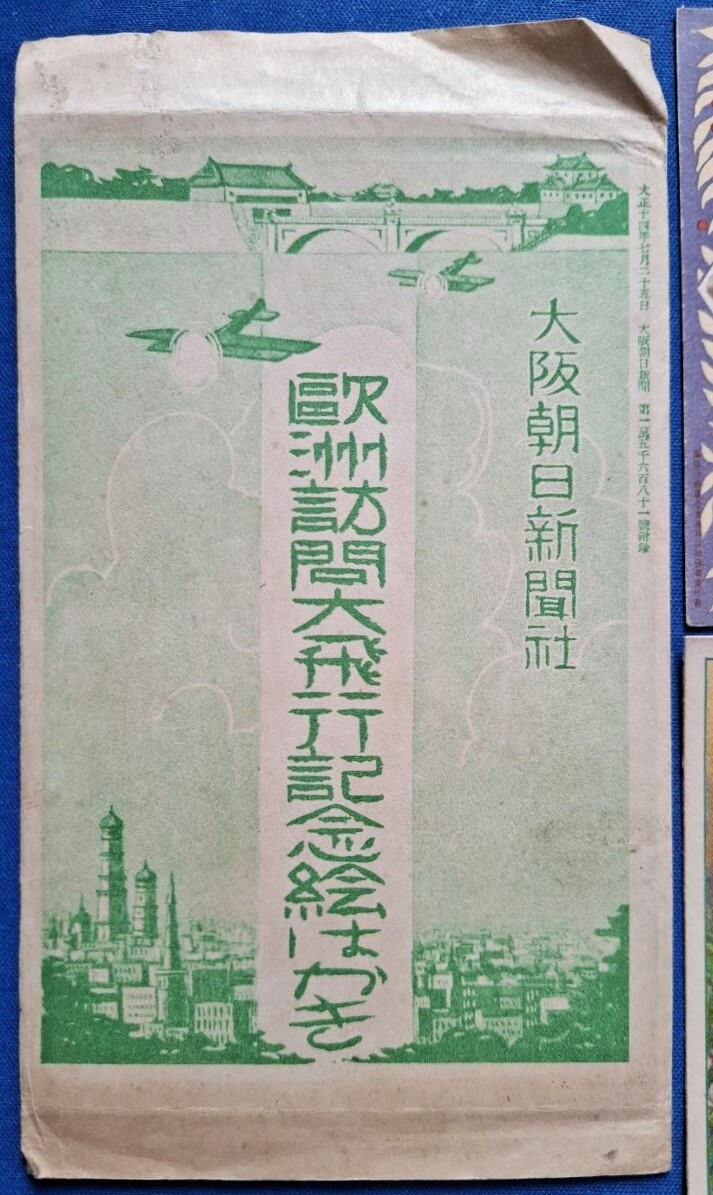 大正十四年七月二十五日 大阪朝日新聞 第一萬五千六百八十一號附錄
大阪朝日新聞社
歐洲訪問大飛行記念絵はがき